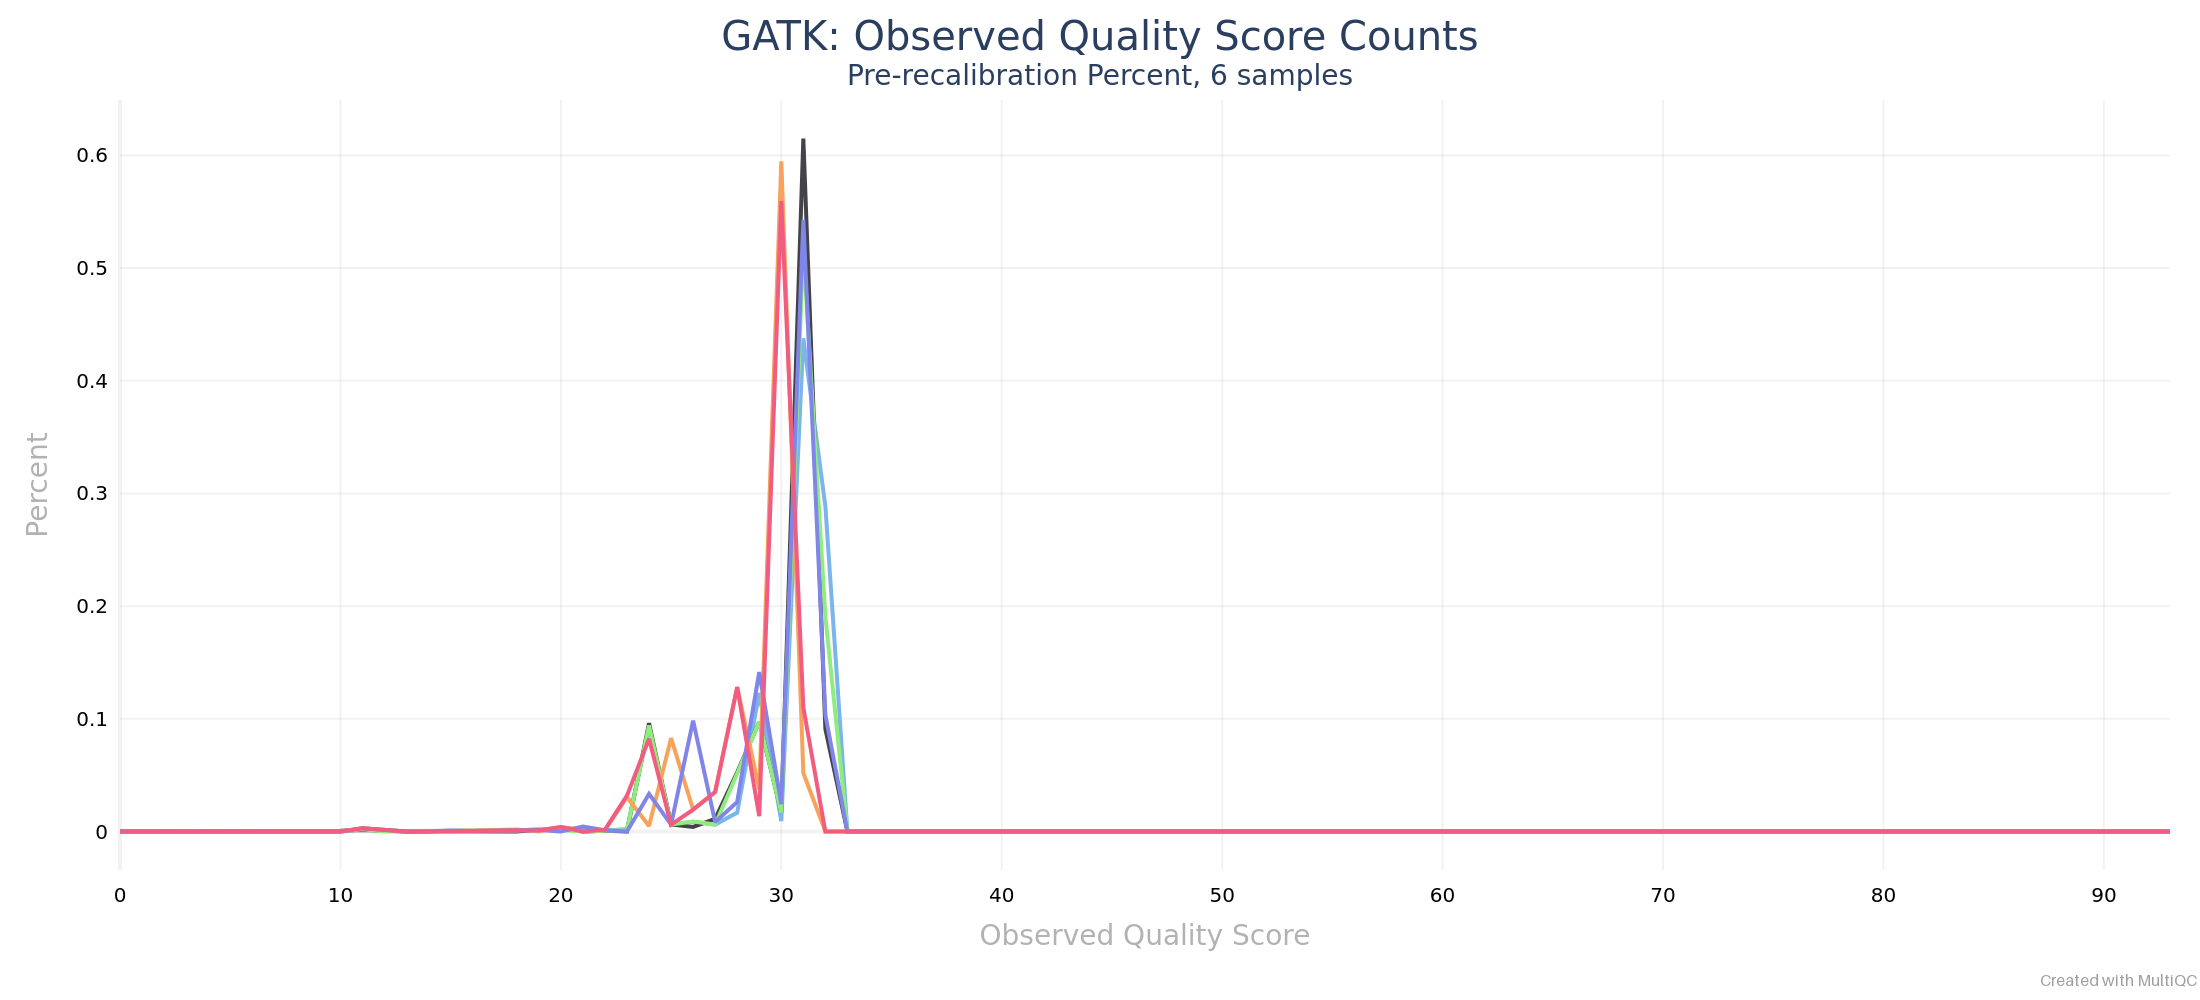 GATK: Observed Quality Score Counts
Pre-recalibration Percent, 6 samples
0.6
0.5
0.4
0.3
0.2
0.1
0
Percent
0 10 20 30 40 50 60 70 80 90
Observed Quality Score
Created with MultiQC